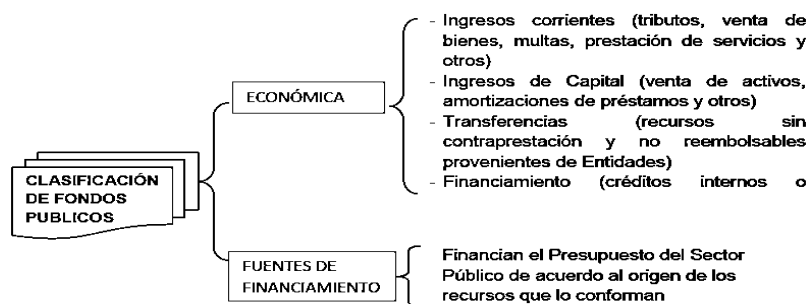 CLASIFICACIÓN
DE FONDOS
PUBLICOS
ECONÓMICA
- Ingresos corrientes (tributos, venta de
bienes, multas, prestación de servicios y
otros)
- Ingresos de Capital (venta de activos,
amortizaciones de préstamos y otros)
- Transferencias (recursos sin
contraprestación y no reembolsables
provenientes de Entidades)
- Financiamiento (créditos internos o
FUENTES DE
FINANCIAMIENTO
Financian el Presupuesto del Sector
Público de acuerdo al origen de los
recursos que lo conforman